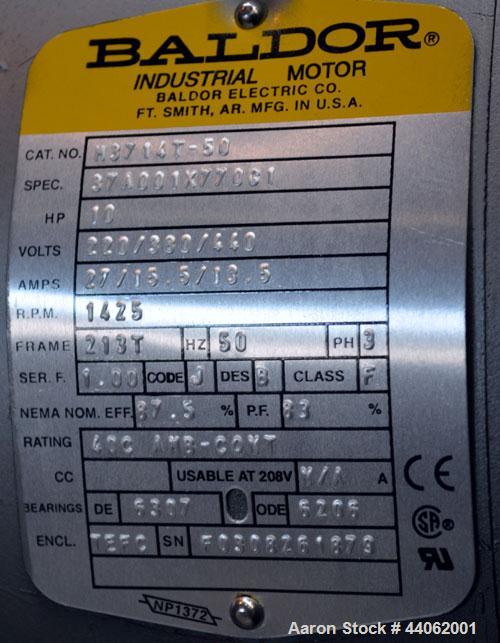 BALDOR®
INDUSTRIAL MOTOR
BALDOR ELECTRIC CO.
FT. SMITH, AR. MFG. IN U.S.A.
CAT. NO. M3714T-50
SPEC. 37A001X770G1
HP 10
VOLTS 220/380/440
AMPS 27/15.5/13.5
R.P.M. 1425
FRAME 213T HZ 50 PH 3
SER. F. 1.00 CODE J DES B CLASS F
NEMA NOM. EFF. 87.5 % P.F. 83 %
RATING 40C AMB-CONT
CC USABLE AT 208V N/A A CE
BEARINGS DE 6307 ODE 6206
ENCL. TEFC SN F0308261879
NP1372
Aaron Stock # 44062001